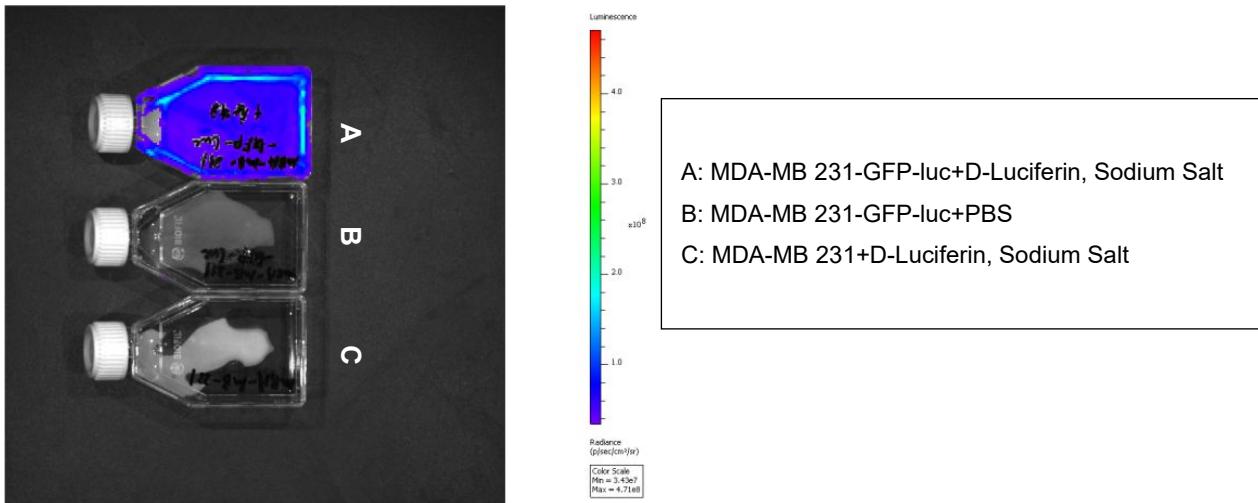 Luminescence
4.0
3.0
x10⁸
2.0
1.0
Radiance
(p/sec/cm²/sr)
Color Scale
Min = 3.43e7
Max = 4.71e8
A
B
C
BIOFIL
A: MDA-MB 231-GFP-luc+D-Luciferin, Sodium Salt
B: MDA-MB 231-GFP-luc+PBS
C: MDA-MB 231+D-Luciferin, Sodium Salt